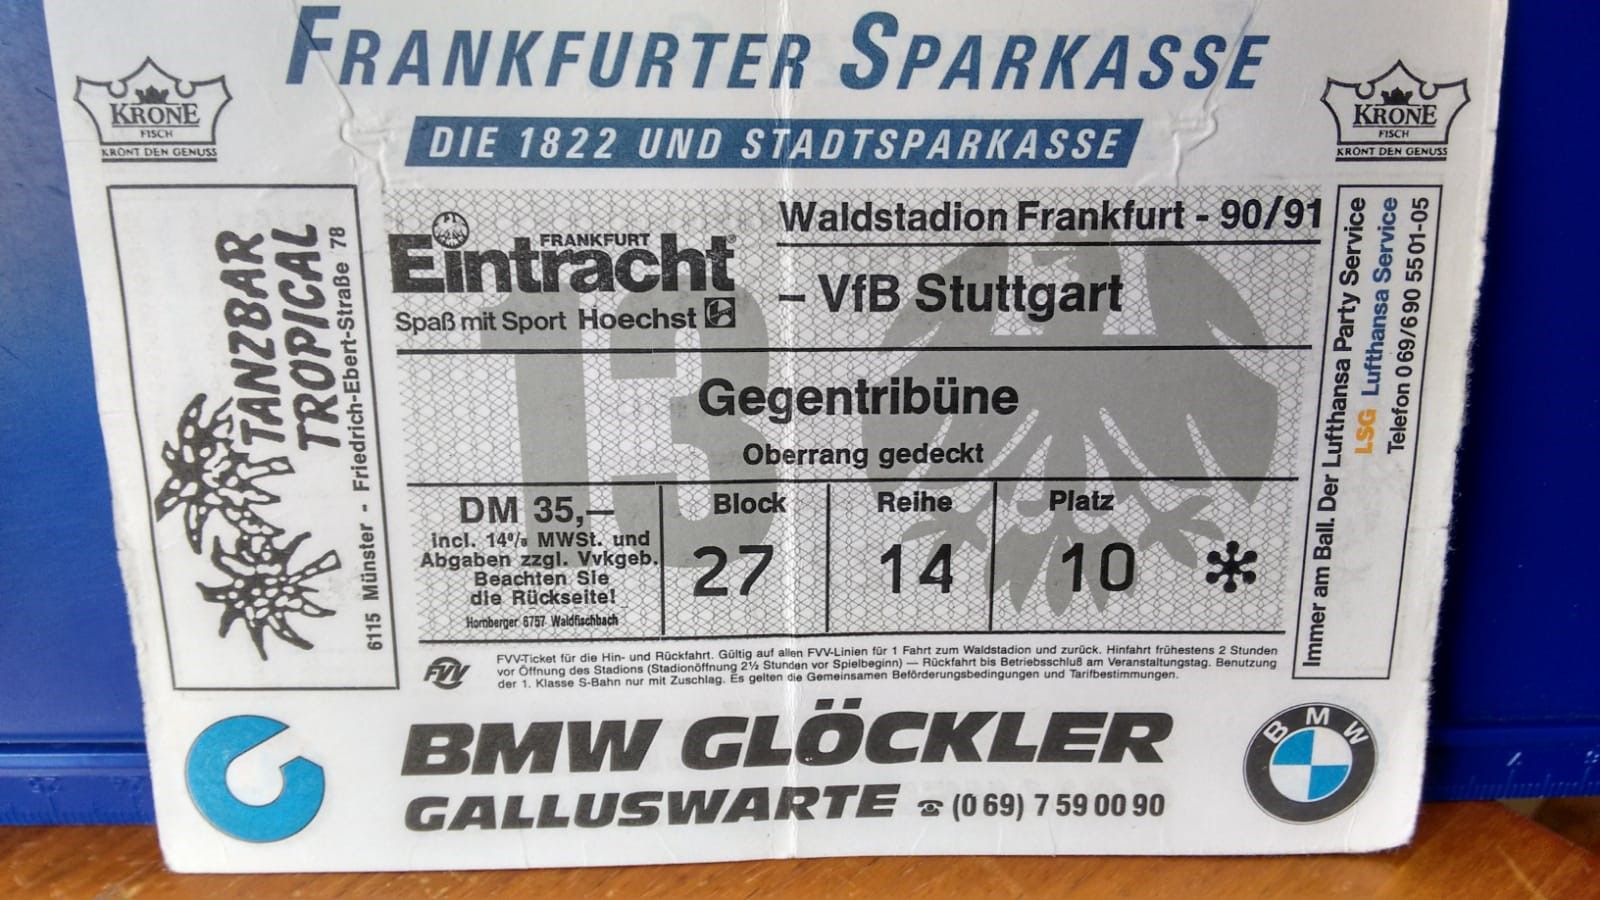 FRANKFURTER SPARKASSE
DIE 1822 UND STADTSPARKASSE
KRONE
FISCH
KRÖNT DEN GENUSS
KRONE
FISCH
KRÖNT DEN GENUSS
TANZBAR
TROPICAL
6115 Münster - Friedrich-Ebert-Straße 78
FRANKFURT
Eintracht
Spaß mit Sport Hoechst
Waldstadion Frankfurt - 90/91
– VfB Stuttgart
13
Gegentribüne
Oberrang gedeckt
DM 35,—
incl. 14% MWSt. und
Abgaben zzgl. Vvkgeb.
Beachten Sie
die Rückseite!
Hornberger 6757 Waldfischbach
Block
27
Reihe
14
Platz
10 *
Immer am Ball. Der Lufthansa Party Service
LSG Lufthansa Service
Telefon 069/690 55 01-05
FVV
FVV-Ticket für die Hin- und Rückfahrt. Gültig auf allen FVV-Linien für 1 Fahrt zum Waldstadion und zurück. Hinfahrt frühestens 2 Stunden
vor Öffnung des Stadions (Stadionöffnung 2½ Stunden vor Spielbeginn) — Rückfahrt bis Betriebsschluß am Veranstaltungstag. Benutzung
der 1. Klasse S-Bahn nur mit Zuschlag. Es gelten die Gemeinsamen Beförderungsbedingungen und Tarifbestimmungen.
BMW GLÖCKLER
GALLUSWARTE ☎ (0 69) 7 59 00 90
BMW